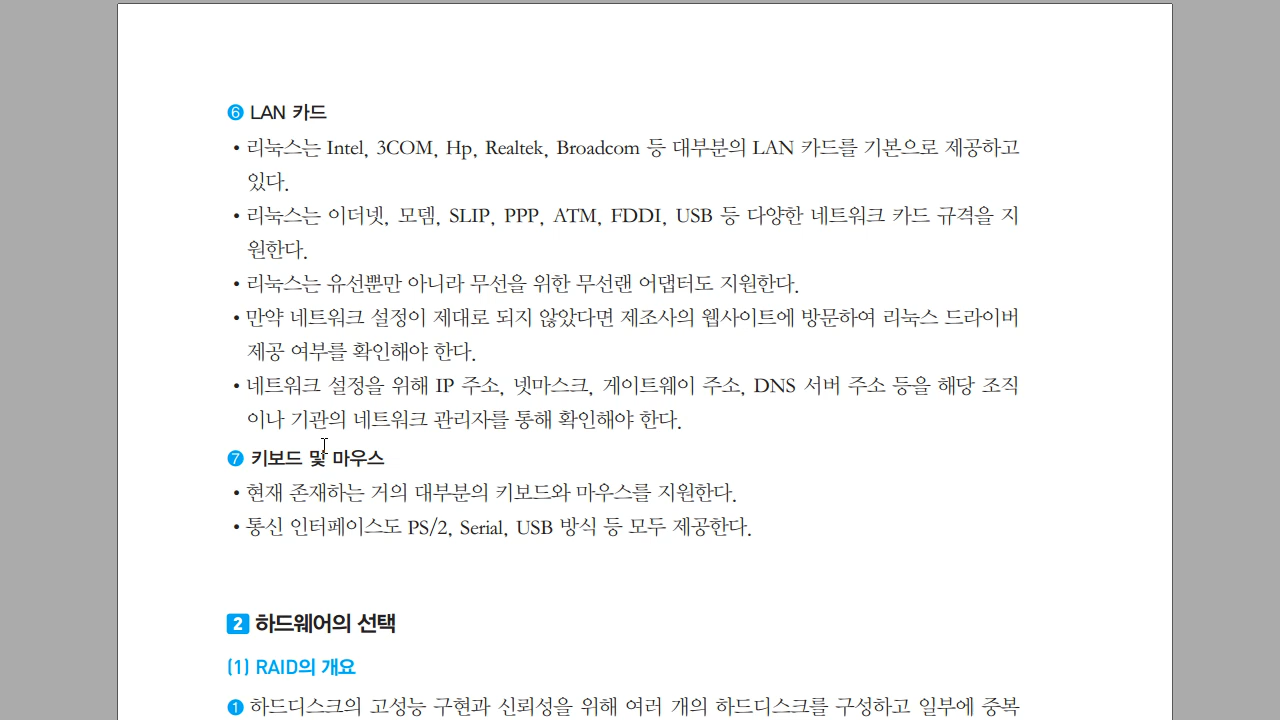 ❻ LAN 카드
• 리눅스는 Intel, 3COM, Hp, Realtek, Broadcom 등 대부분의 LAN 카드를 기본으로 제공하고
있다.
• 리눅스는 이더넷, 모뎀, SLIP, PPP, ATM, FDDI, USB 등 다양한 네트워크 카드 규격을 지
원한다.
• 리눅스는 유선뿐만 아니라 무선을 위한 무선랜 어댑터도 지원한다.
• 만약 네트워크 설정이 제대로 되지 않았다면 제조사의 웹사이트에 방문하여 리눅스 드라이버
제공 여부를 확인해야 한다.
• 네트워크 설정을 위해 IP 주소, 넷마스크, 게이트웨이 주소, DNS 서버 주소 등을 해당 조직
이나 기관의 네트워크 관리자를 통해 확인해야 한다.
❼ 키보드 및 마우스
• 현재 존재하는 거의 대부분의 키보드와 마우스를 지원한다.
• 통신 인터페이스도 PS/2, Serial, USB 방식 등 모두 제공한다.
2 하드웨어의 선택
(1) RAID의 개요
❶ 하드디스크의 고성능 구현과 신뢰성을 위해 여러 개의 하드디스크를 구성하고 일부에 중복